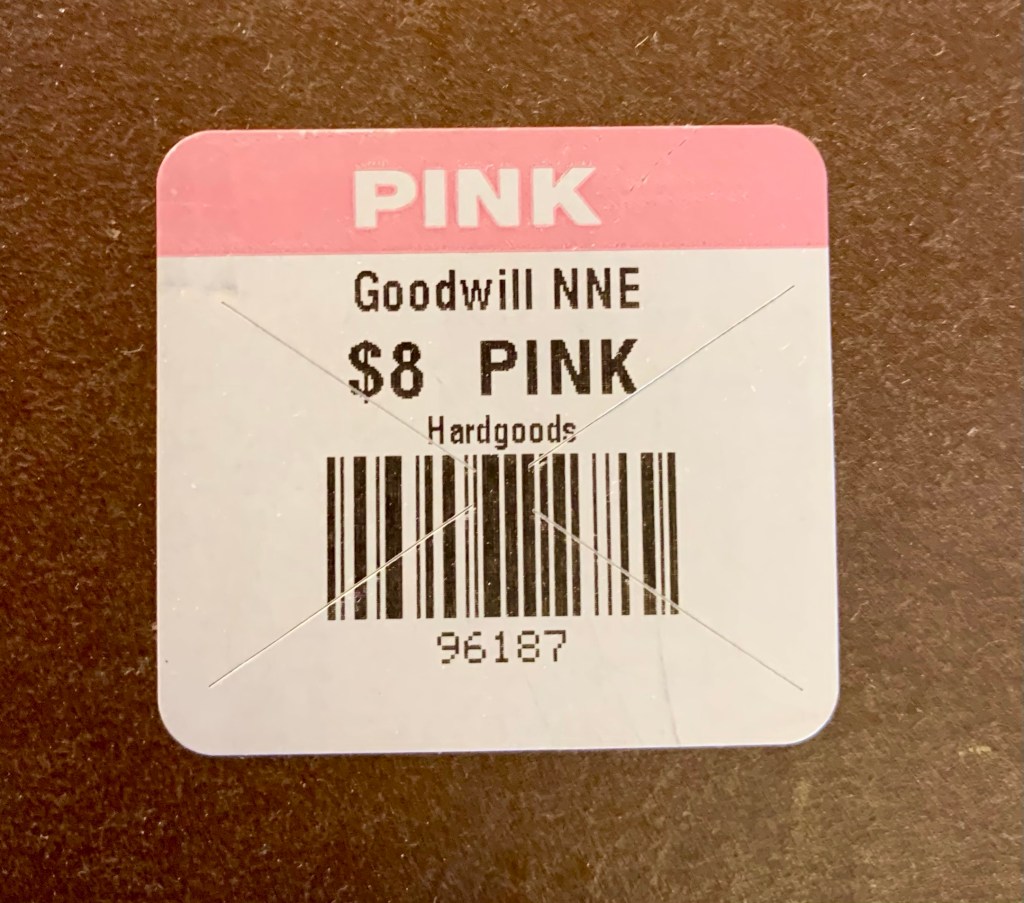 PINK
Goodwill NNE
$8 PINK
Hardgoods
96187